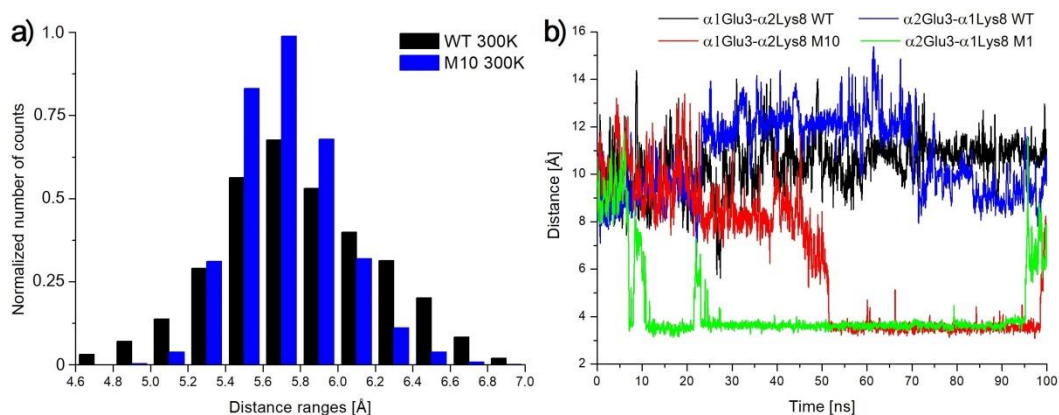 a)
WT 300K
M10 300K
Normalized number of counts
1.0
0.75
0.5
0.25
0
4.6 4.8 5.0 5.2 5.4 5.6 5.8 6.0 6.2 6.4 6.6 6.8 7.0
Distance ranges [Å]
b)
α1Glu3-α2Lys8 WT α2Glu3-α1Lys8 WT
α1Glu3-α2Lys8 M10 α2Glu3-α1Lys8 M1
Distance [Å]
16
14
12
10
8
6
4
2
0 10 20 30 40 50 60 70 80 90 100
Time [ns]